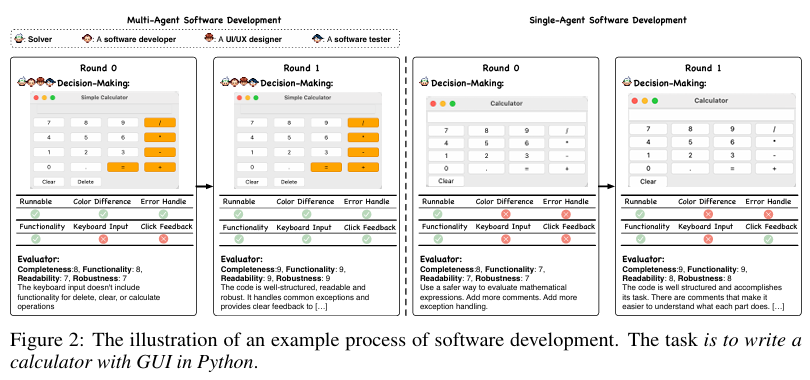 Multi-Agent Software Development
Single-Agent Software Development
: Solver : A software developer : A UI/UX designer : A software tester
Round 0
Decision-Making:
Simple Calculator
7 8 9 /
4 5 6 *
1 2 3 -
0 . = +
Clear Delete
Runnable Color Difference Error Handle
Functionality Keyboard Input Click Feedback
Evaluator:
Completeness:8, Functionality: 8,
Readability: 7, Robustness: 7
The keyboard input doesn't include
functionality for delete, clear, or calculate
operations
Round 1
Decision-Making:
Simple Calculator
7 8 9 /
4 5 6 *
1 2 3 -
0 . = +
Clear Delete
Runnable Color Difference Error Handle
Functionality Keyboard Input Click Feedback
Evaluator:
Completeness:9, Functionality: 9,
Readability: 9, Robustness: 9
The code is well-structured, readable and
robust. It handles common exceptions and
provides clear feedback to [...]
Round 0
Decision-Making:
Calculator
7 8 9 /
4 5 6 *
1 2 3 -
0 . = +
Clear
Runnable Color Difference Error Handle
Functionality Keyboard Input Click Feedback
Evaluator:
Completeness:8, Functionality: 7,
Readability: 7, Robustness: 7
Use a safer way to evaluate mathematical
expressions. Add more comments. Add more
exception handling.
Round 1
Decision-Making:
Calculator
7 8 9 /
4 5 6 *
1 2 3 -
0 . = +
Clear
Runnable Color Difference Error Handle
Functionality Keyboard Input Click Feedback
Evaluator:
Completeness:9, Functionality: 9,
Readability: 8, Robustness: 8
The code is well structured and accomplishes
its task. There are comments that make it
easier to understand what each part does. [...]
Figure 2: The illustration of an example process of software development. The task is to write a
calculator with GUI in Python.